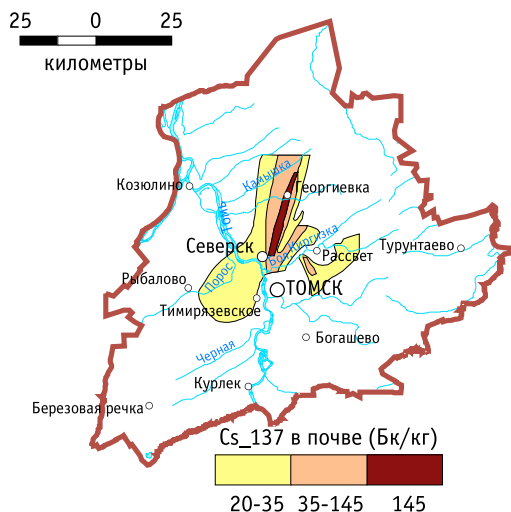 25 0 25
километры
Козюлино
Камышка
Георгиевка
Томь
Северск
Бол.Киргизка
Рассвет
Турунтаево
Рыбалово
Порос
ТОМСК
Тимирязевское
Богашево
Черная
Курлек
Березовая речка
Cs_137 в почве (Бк/кг)
20-35 35-145 145